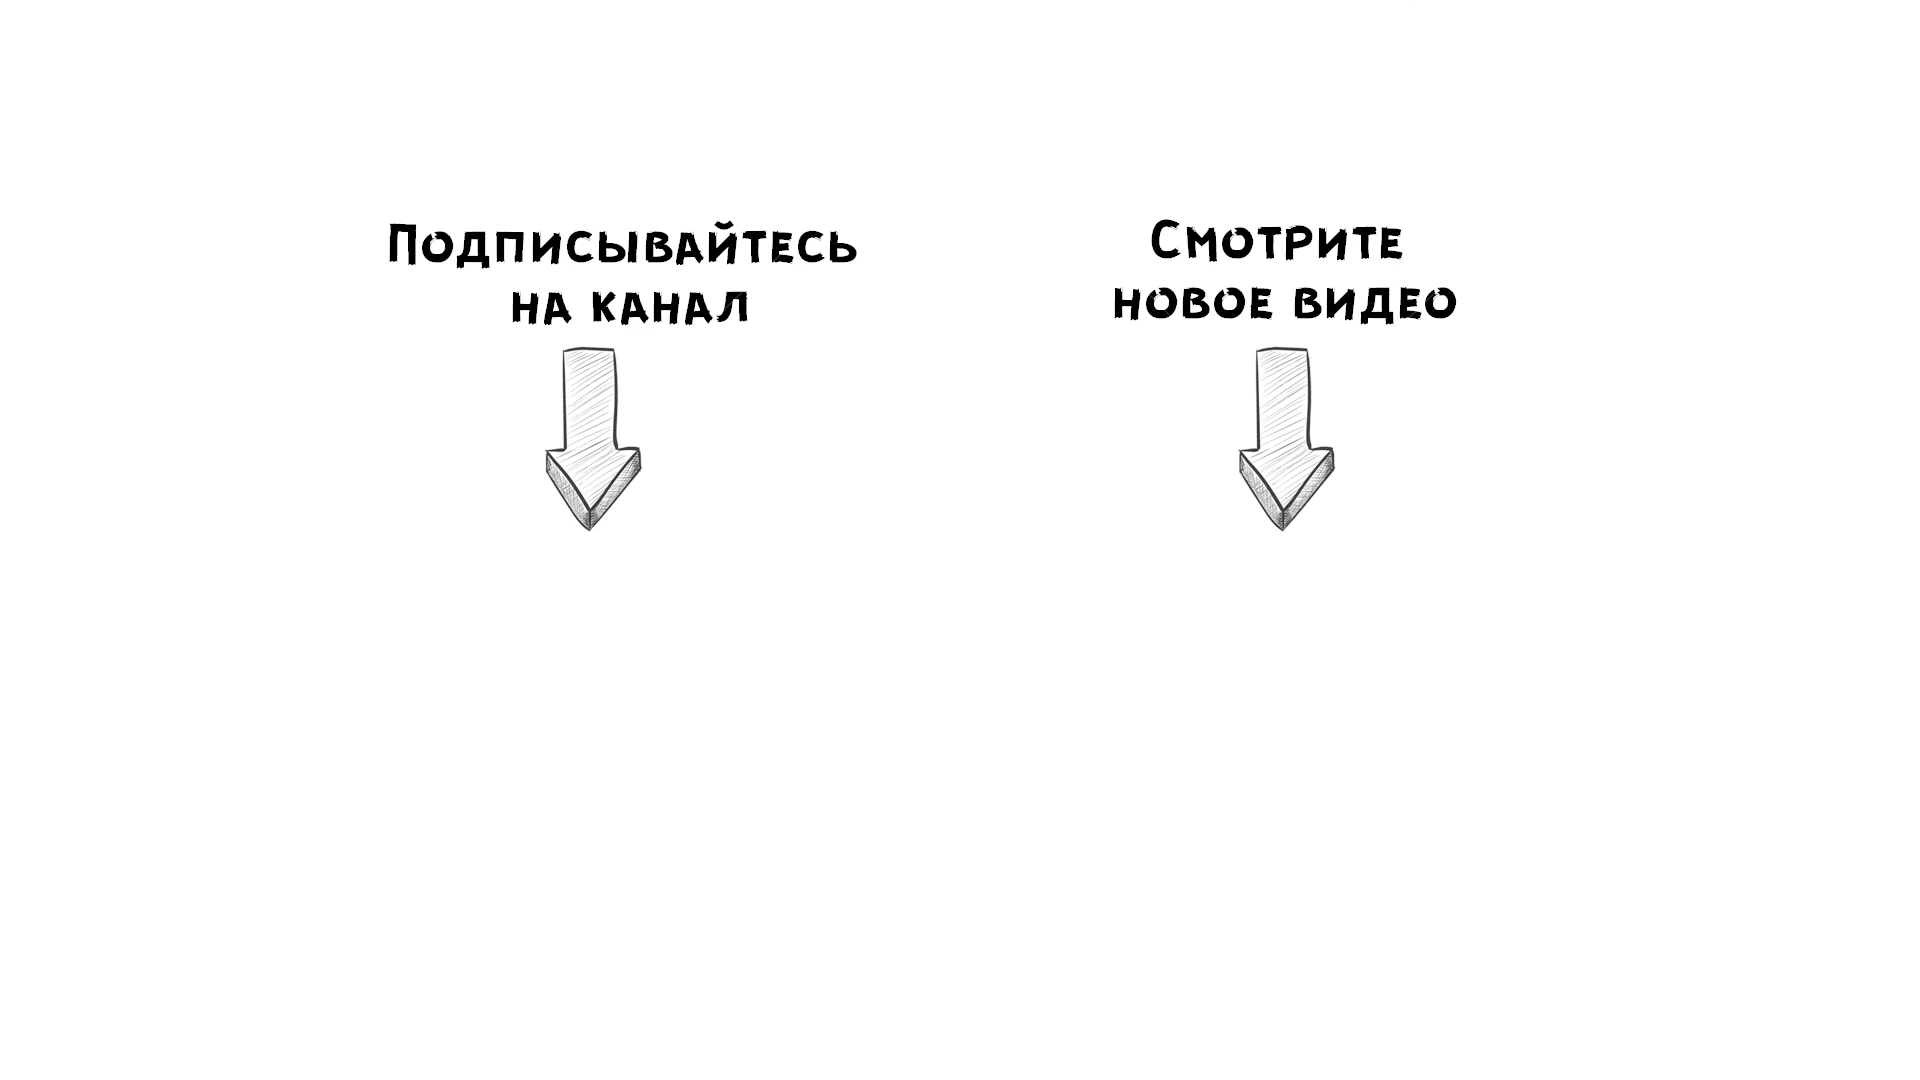 Подписывайтесь
на канал
Смотрите
новое видео